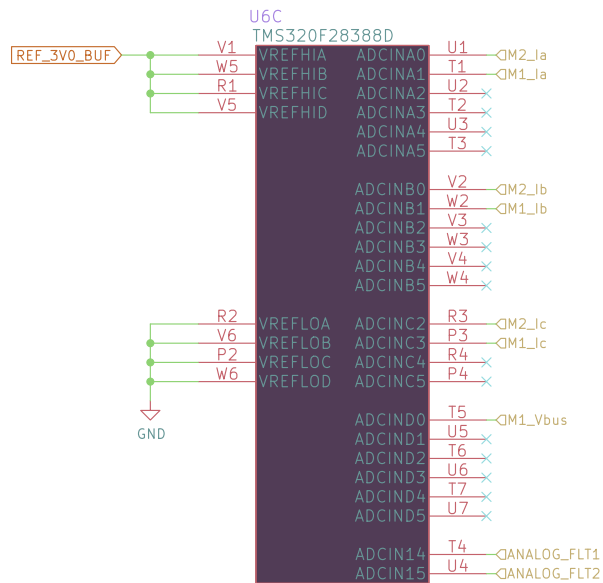 U6C
TMS320F28388D
REF_3V0_BUF V1 VREFHIA ADCINA0 U1 M2_Ia
W5 VREFHIB ADCINA1 T1 M1_Ia
R1 VREFHIC ADCINA2 U2
V5 VREFHID ADCINA3 T2
ADCINA4 U3
ADCINA5 T3
ADCINB0 V2 M2_Ib
ADCINB1 W2 M1_Ib
ADCINB2 V3
ADCINB3 W3
ADCINB4 V4
ADCINB5 W4
R2 VREFLOA ADCINC2 R3 M2_Ic
V6 VREFLOB ADCINC3 P3 M1_Ic
P2 VREFLOC ADCINC4 R4
W6 VREFLOD ADCINC5 P4
GND
ADCIND0 T5 M1_Vbus
ADCIND1 U5
ADCIND2 T6
ADCIND3 U6
ADCIND4 T7
ADCIND5 U7
ADCIN14 T4 ANALOG_FLT1
ADCIN15 U4 ANALOG_FLT2